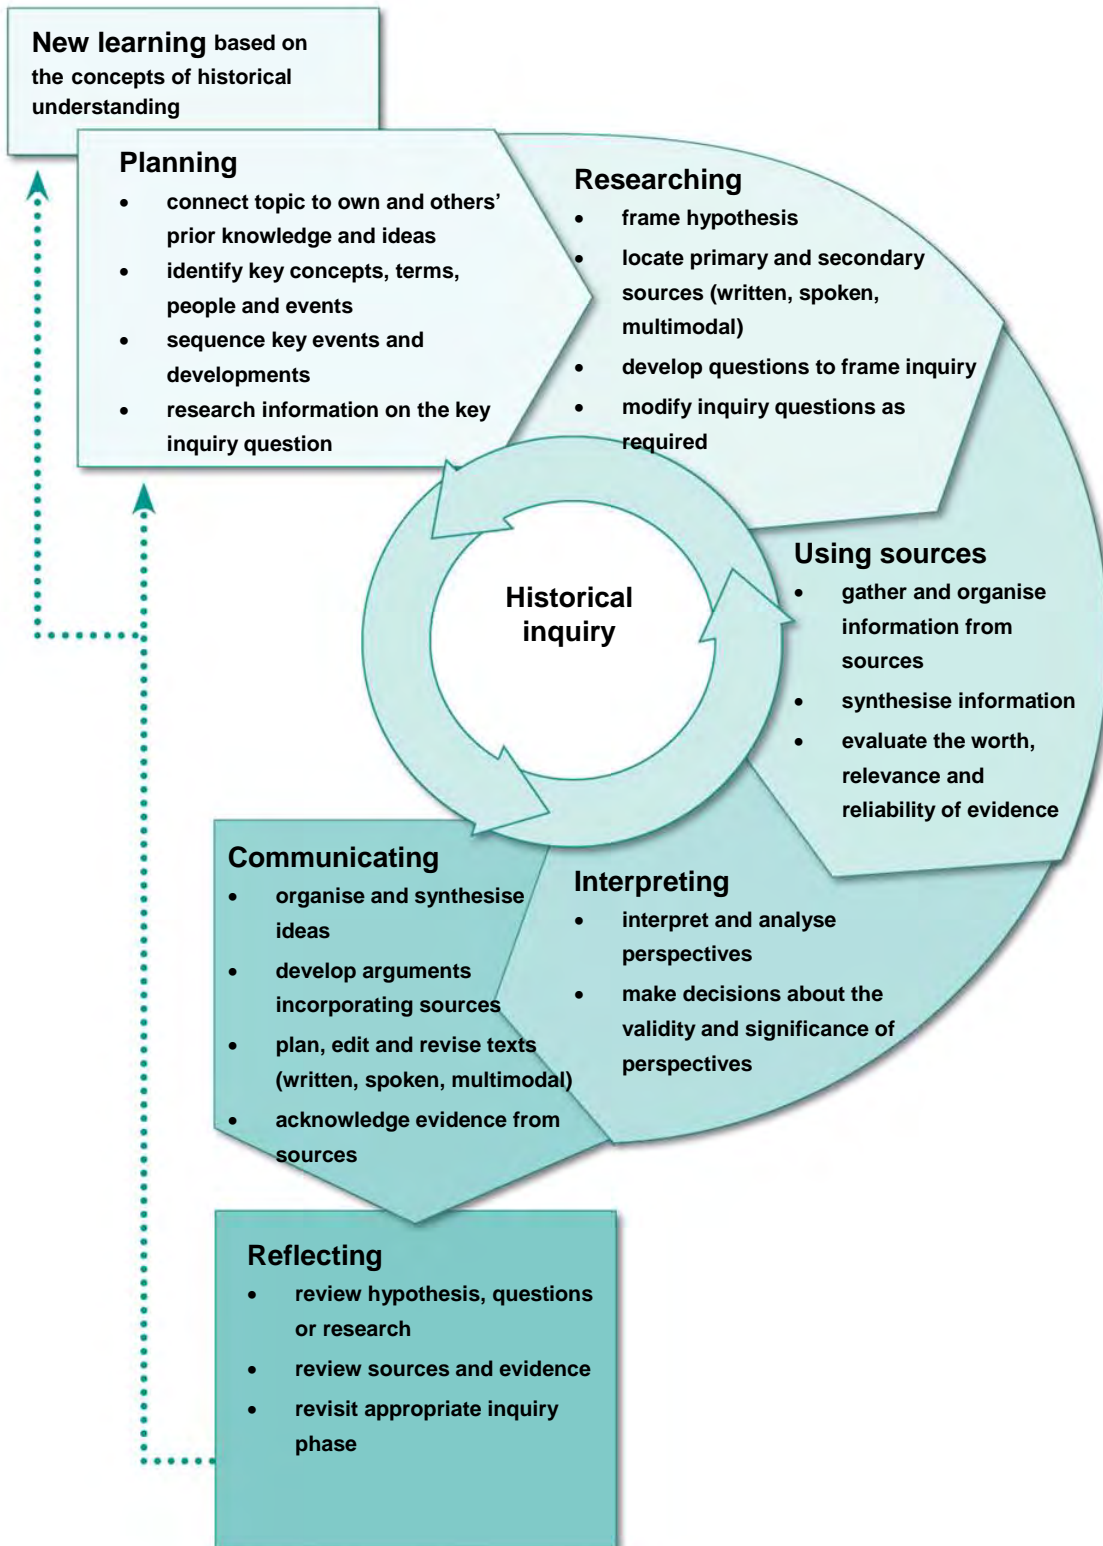 New learning based on
the concepts of historical
understanding
Planning
• connect topic to own and others’
prior knowledge and ideas
• identify key concepts, terms,
people and events
• sequence key events and
developments
• research information on the key
inquiry question
Researching
• frame hypothesis
• locate primary and secondary
sources (written, spoken,
multimodal)
• develop questions to frame inquiry
• modify inquiry questions as
required
Using sources
• gather and organise
information from
sources
• synthesise information
• evaluate the worth,
relevance and
reliability of evidence
Historical
inquiry
Interpreting
• interpret and analyse
perspectives
• make decisions about the
validity and significance of
perspectives
Communicating
• organise and synthesise
ideas
• develop arguments
incorporating sources
• plan, edit and revise texts
(written, spoken, multimodal)
• acknowledge evidence from
sources
Reflecting
• review hypothesis, questions
or research
• review sources and evidence
• revisit appropriate inquiry
phase